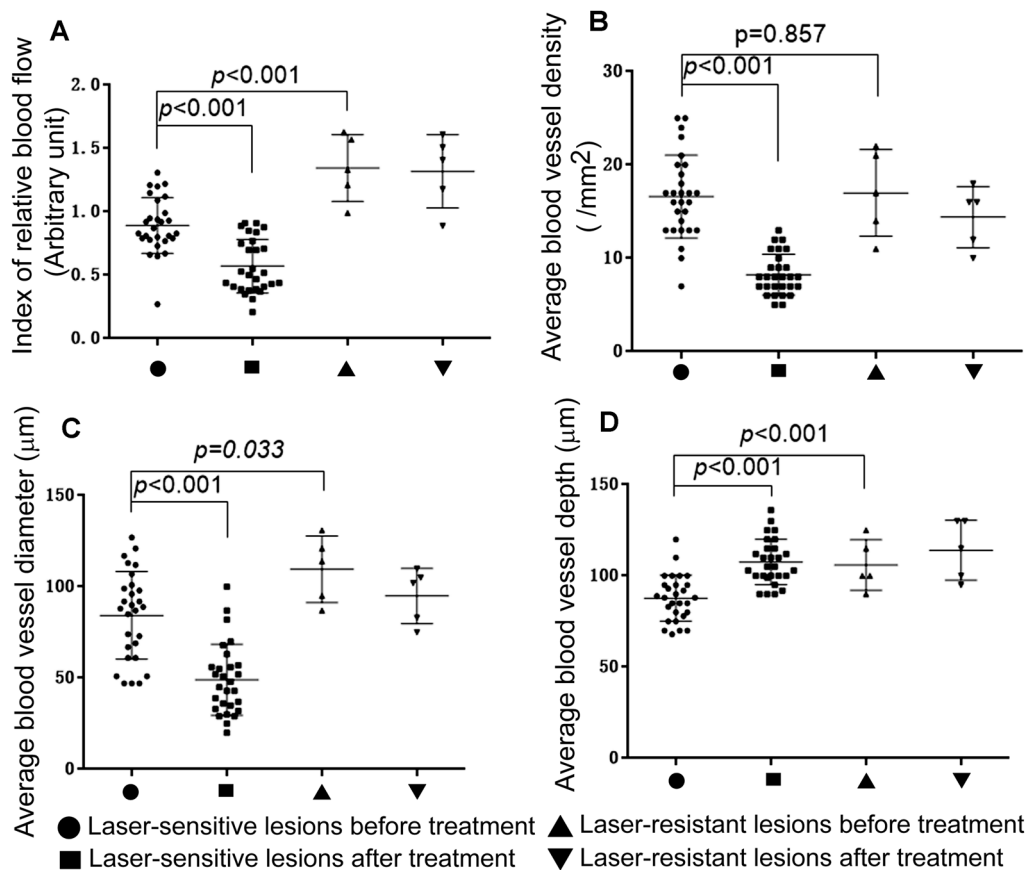 A
Index of relative blood flow
(Arbitrary unit)
p<0.001
p<0.001
2.0
1.5
1.0
0.5
0.0
B
Average blood vessel density
( /mm2)
p=0.857
p<0.001
30
20
10
0
C
Average blood vessel diameter (μm)
p=0.033
p<0.001
150
100
50
0
D
Average blood vessel depth (μm)
p<0.001
p<0.001
150
100
50
0
Laser-sensitive lesions before treatment
Laser-resistant lesions before treatment
Laser-sensitive lesions after treatment
Laser-resistant lesions after treatment